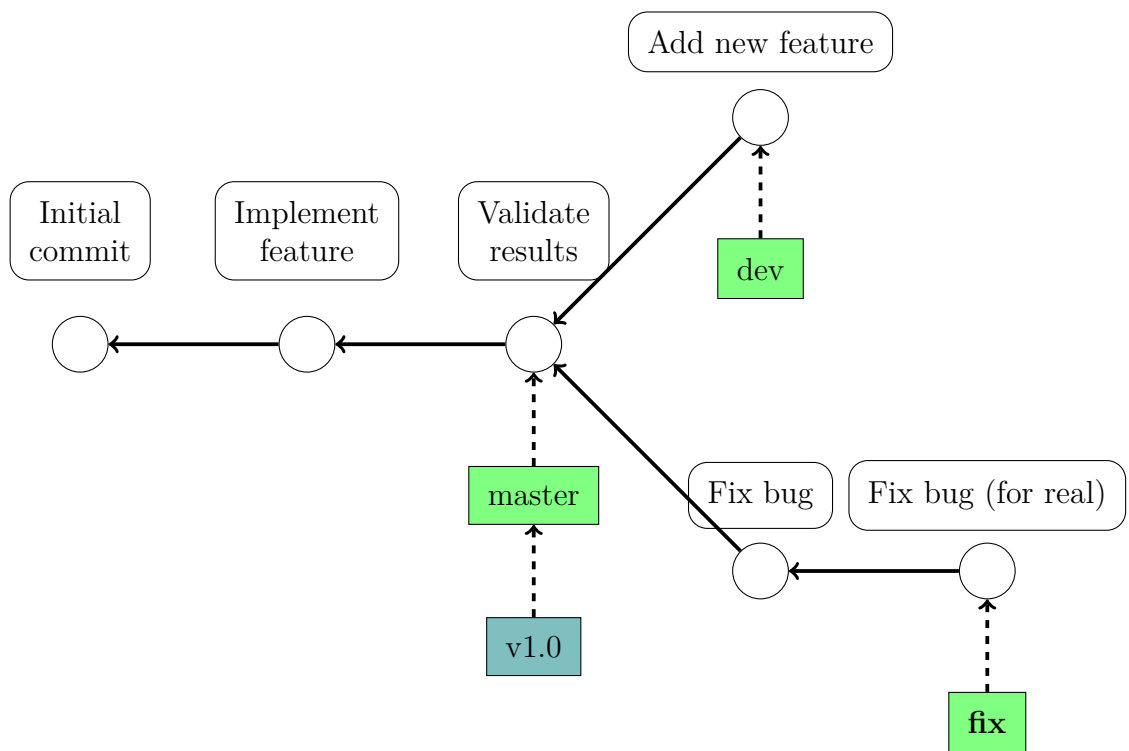 Add new feature
Initial
commit
Implement
feature
Validate
results
dev
master
Fix bug
Fix bug (for real)
v1.0
fix